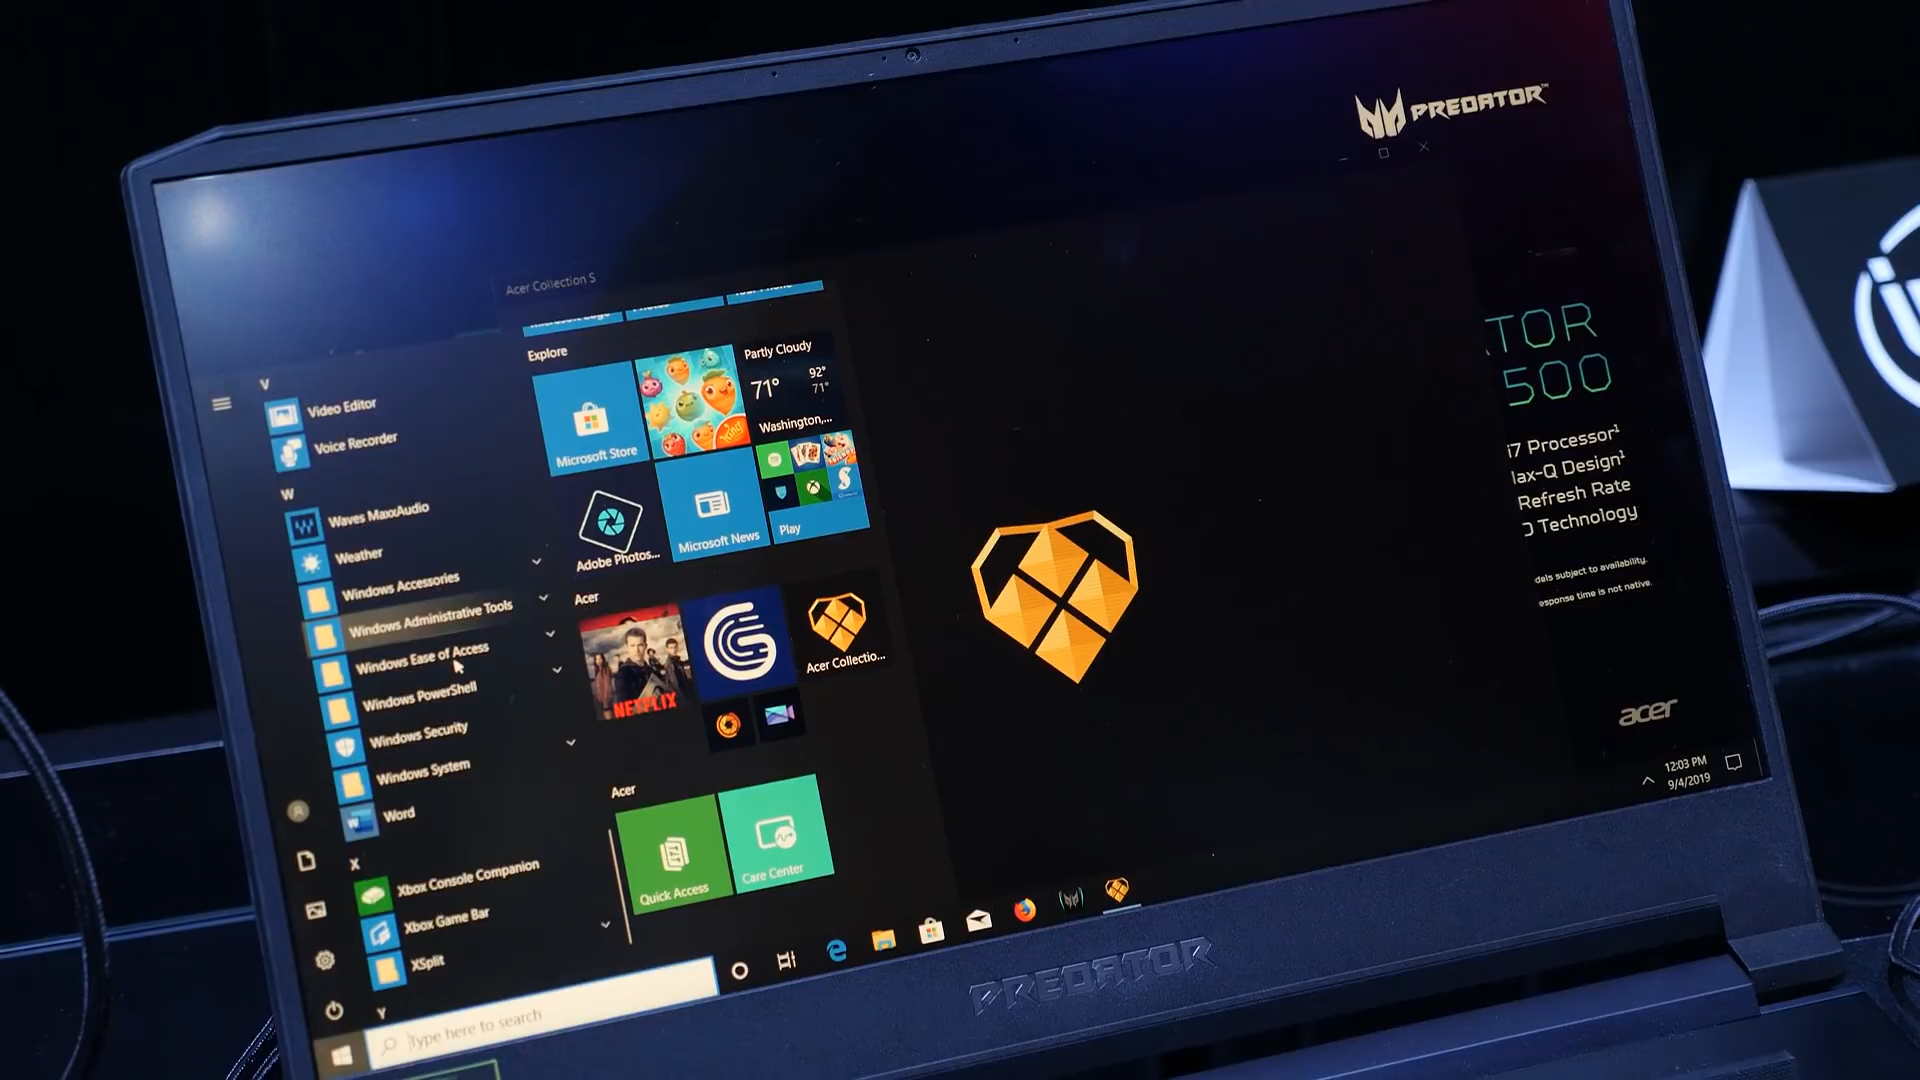 PREDATOR™
Acer Collection S
Explore
Microsoft Store
King
Partly Cloudy
71° 92°
71°
Washington,...
Adobe Photos...
Microsoft News
Play
Acer
NETFLIX
Acer Collectio...
Acer
Quick Access
Care Center
V
Video Editor
Voice Recorder
W
Waves MaxxAudio
Weather
Windows Accessories
Windows Administrative Tools
Windows Ease of Access
Windows PowerShell
Windows Security
Windows System
Word
X
Xbox Console Companion
Xbox Game Bar
XSplit
Y
Type here to search
TOR
500
i7 Processor¹
ax-Q Design¹
Refresh Rate
Technology
dels subject to availability.
esponse time is not native.
acer
12:03 PM
9/4/2019
PREDATOR